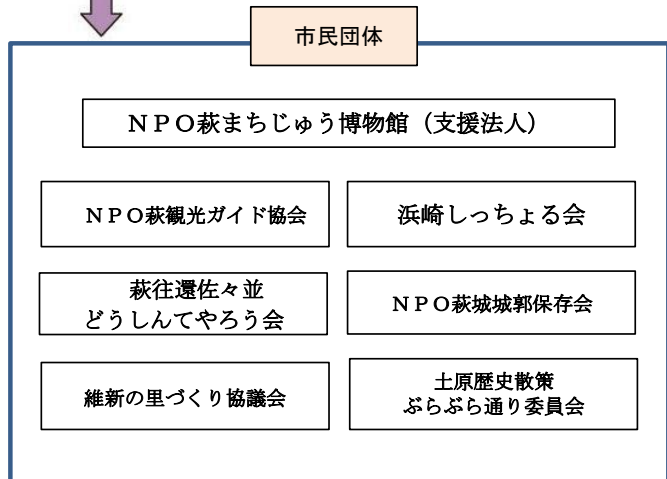 市民団体
ＮＰＯ萩まちじゅう博物館（支援法人）
ＮＰＯ萩観光ガイド協会
浜崎しっちょる会
萩往還佐々並
どうしんてやろう会
ＮＰＯ萩城城郭保存会
維新の里づくり協議会
土原歴史散策
ぶらぶら通り委員会